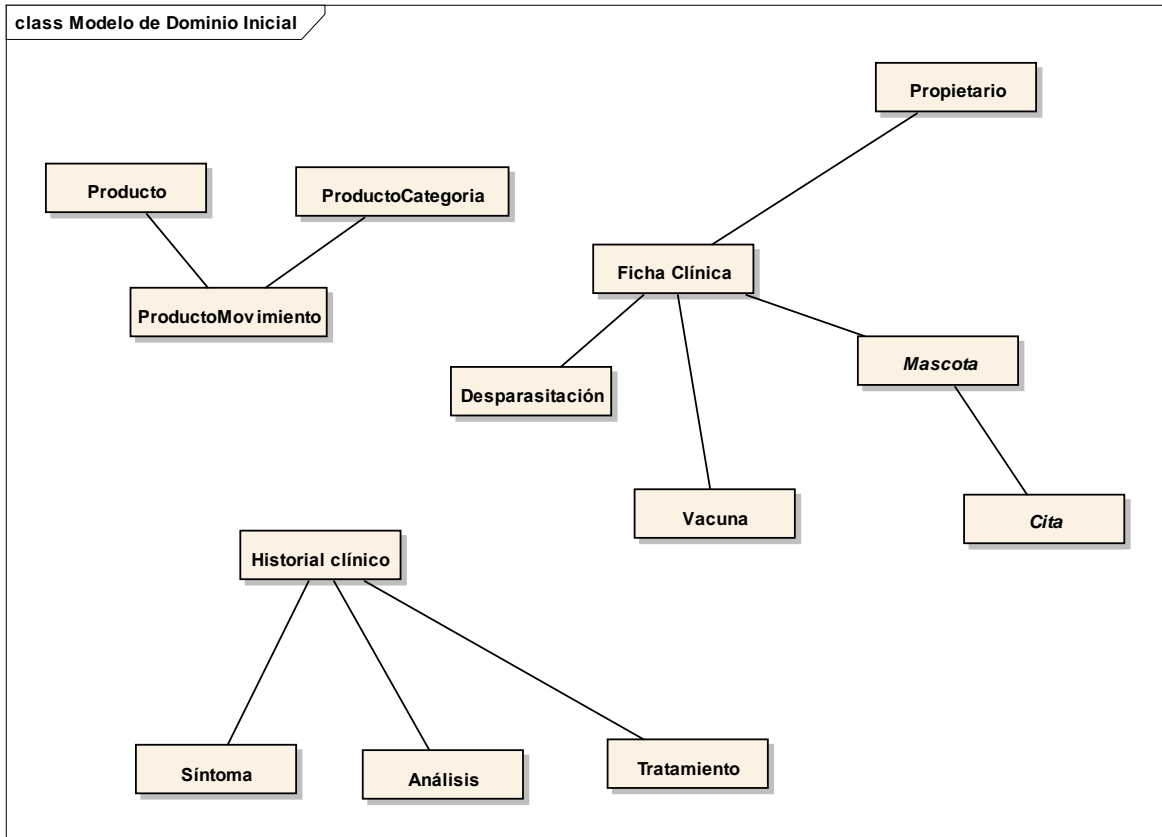 class Modelo de Dominio Inicial
Propietario
Producto
ProductoCategoria
Ficha Clínica
ProductoMovimiento
Mascota
Desparasitación
Vacuna
Cita
Historial clínico
Síntoma
Análisis
Tratamiento